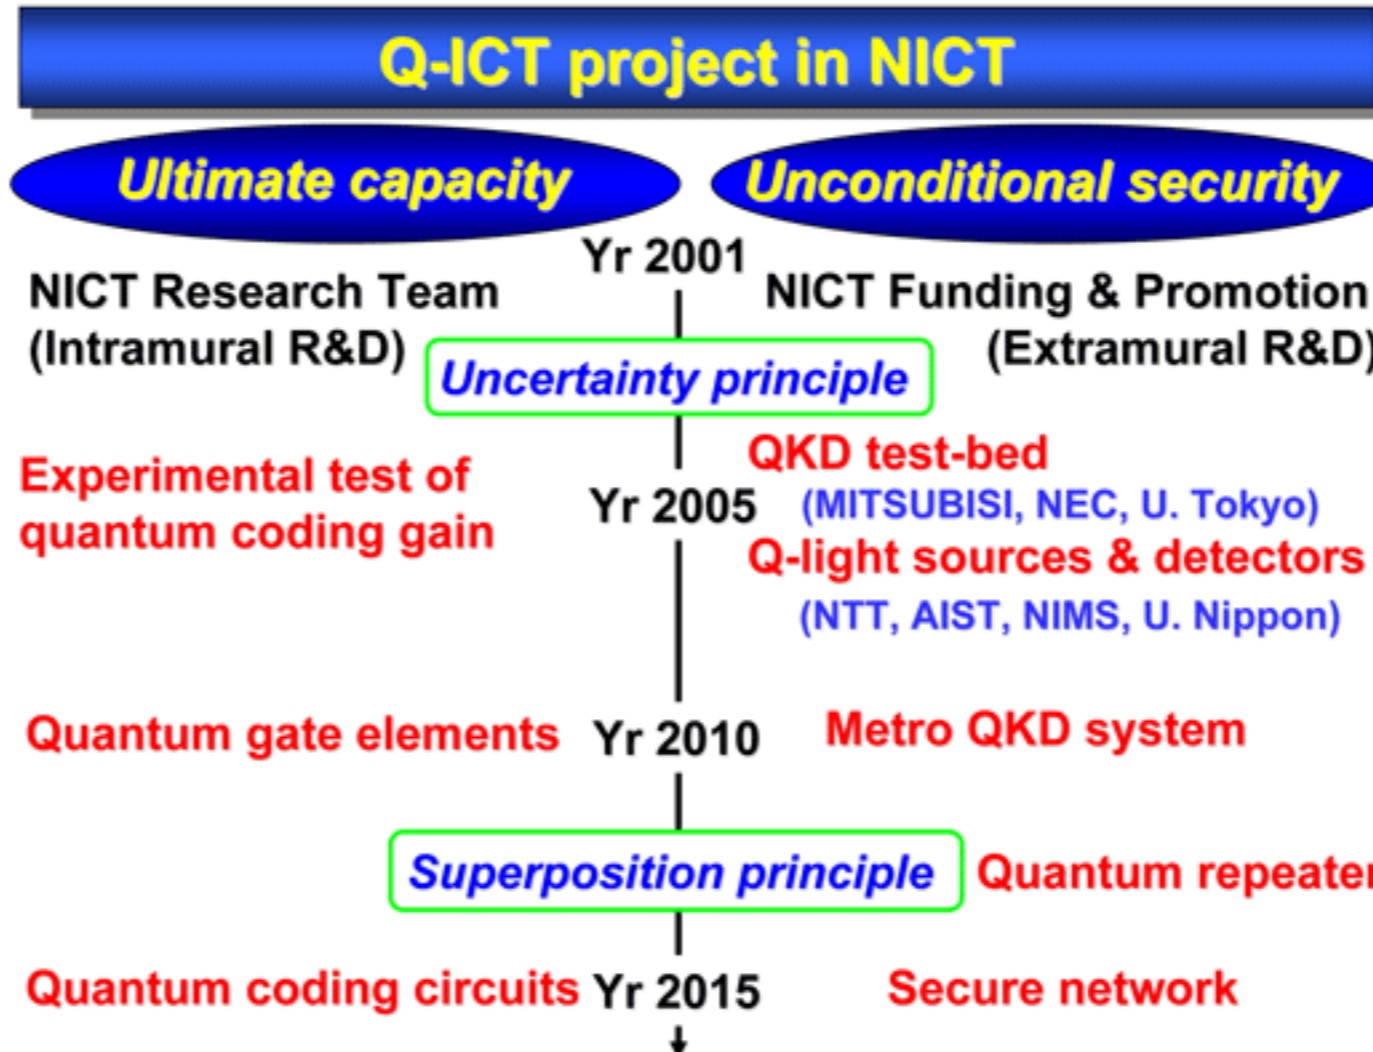 Q-ICT project in NICT
Ultimate capacity
Unconditional security
Yr 2001
NICT Research Team
(Intramural R&D)
NICT Funding & Promotion
(Extramural R&D)
Uncertainty principle
Experimental test of
quantum coding gain
Yr 2005
QKD test-bed
(MITSUBISI, NEC, U. Tokyo)
Q-light sources & detectors
(NTT, AIST, NIMS, U. Nippon)
Quantum gate elements
Yr 2010
Metro QKD system
Superposition principle
Quantum repeater
Quantum coding circuits
Yr 2015
Secure network